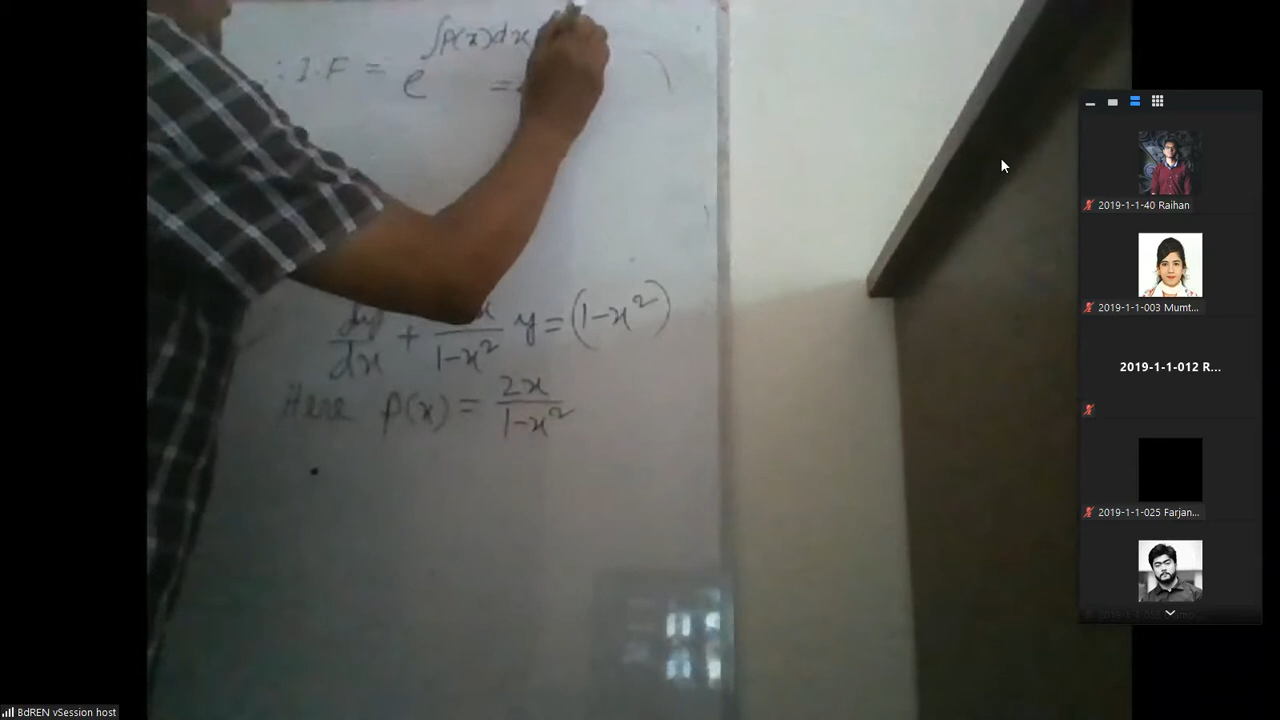 ∴ I.F = e^∫p(x)dx =
dy/dx + x/1-x² y = (1-x²)
Here p(x) = 2x/1-x²
2019-1-1-40 Raihan
2019-1-1-003 Mumt...
2019-1-1-012 R...
2019-1-1-025 Farjan...
BdREN vSession host